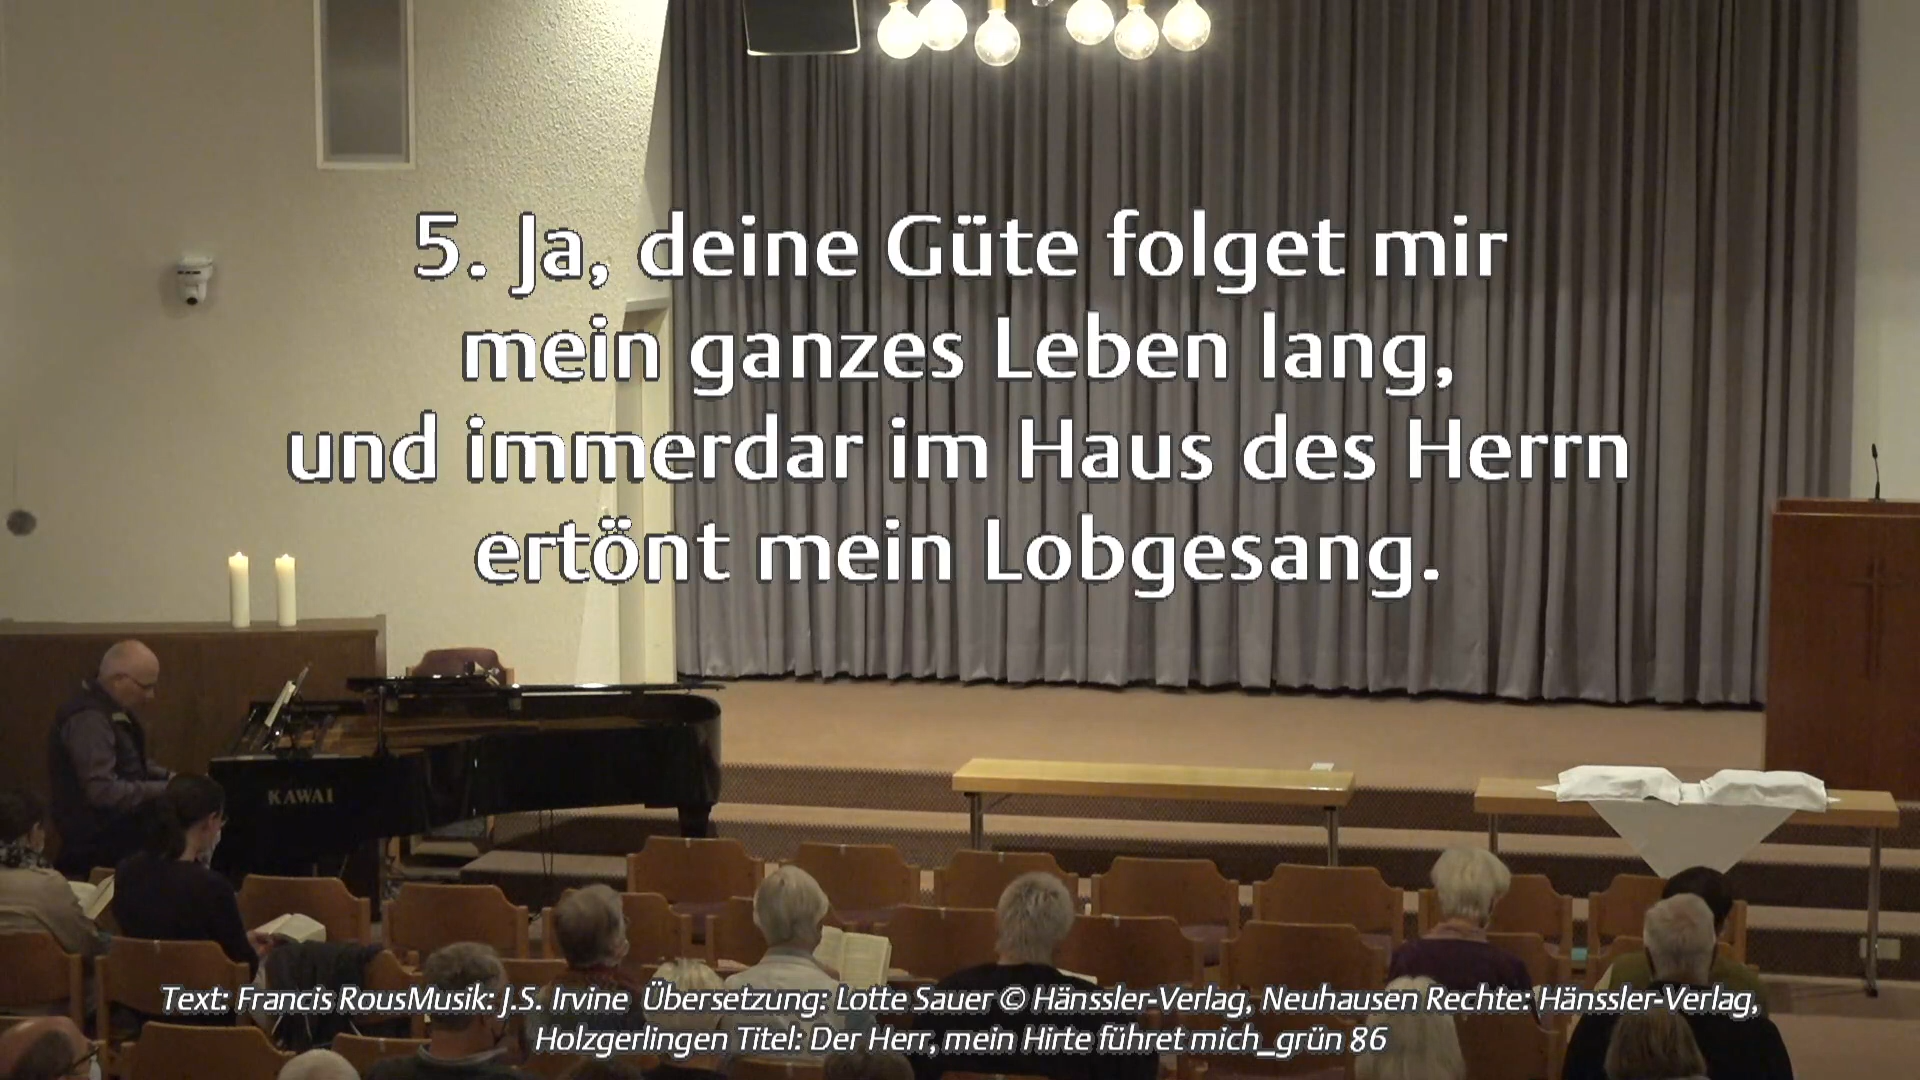 5. Ja, deine Güte folget mir
mein ganzes Leben lang,
und immerdar im Haus des Herrn
ertönt mein Lobgesang.
KAWAI
Text: Francis RousMusik: J.S. Irvine Übersetzung: Lotte Sauer © Hänssler-Verlag, Neuhausen Rechte: Hänssler-Verlag,
Holzgerlingen Titel: Der Herr, mein Hirte führet mich_grün 86